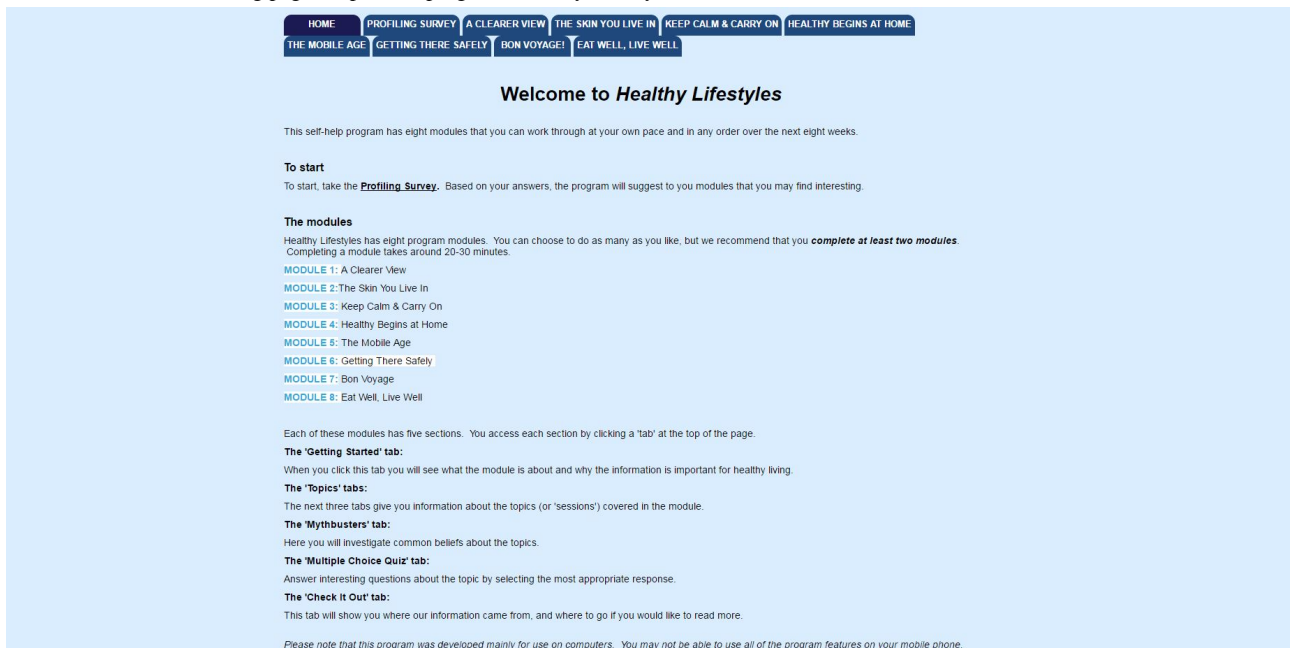 HOME PROFILING SURVEY A CLEARER VIEW THE SKIN YOU LIVE IN KEEP CALM & CARRY ON HEALTHY BEGINS AT HOME
THE MOBILE AGE GETTING THERE SAFELY BON VOYAGE! EAT WELL, LIVE WELL
Welcome to Healthy Lifestyles
This self-help program has eight modules that you can work through at your own pace and in any order over the next eight weeks.
To start
To start, take the Profiling Survey. Based on your answers, the program will suggest to you modules that you may find interesting.
The modules
Healthy Lifestyles has eight program modules. You can choose to do as many as you like, but we recommend that you complete at least two modules.
Completing a module takes around 20-30 minutes.
MODULE 1: A Clearer View
MODULE 2:The Skin You Live In
MODULE 3: Keep Calm & Carry On
MODULE 4: Healthy Begins at Home
MODULE 5: The Mobile Age
MODULE 6: Getting There Safely
MODULE 7: Bon Voyage
MODULE 8: Eat Well, Live Well
Each of these modules has five sections. You access each section by clicking a 'tab' at the top of the page.
The 'Getting Started' tab:
When you click this tab you will see what the module is about and why the information is important for healthy living.
The 'Topics' tabs:
The next three tabs give you information about the topics (or 'sessions') covered in the module.
The 'Mythbusters' tab:
Here you will investigate common beliefs about the topics.
The 'Multiple Choice Quiz' tab:
Answer interesting questions about the topic by selecting the most appropriate response.
The 'Check It Out' tab:
This tab will show you where our information came from, and where to go if you would like to read more.
Please note that this program was developed mainly for use on computers. You may not be able to use all of the program features on your mobile phone.